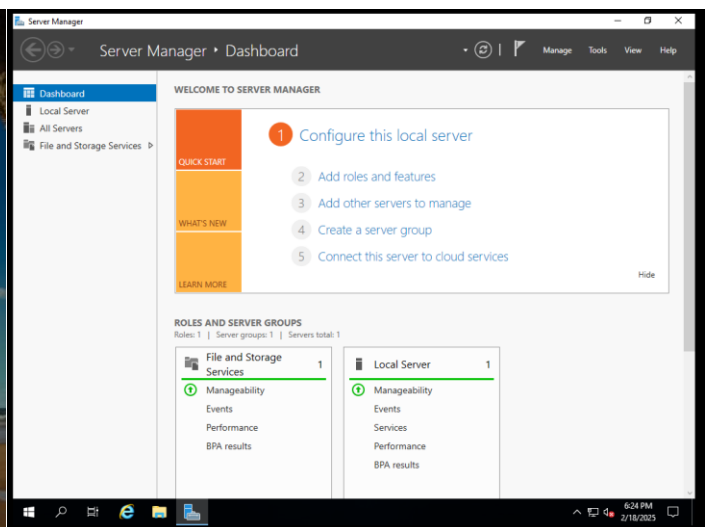 Server Manager
Server Manager • Dashboard
Manage Tools View Help
Dashboard
Local Server
All Servers
File and Storage Services
WELCOME TO SERVER MANAGER
QUICK START
WHAT'S NEW
LEARN MORE
1 Configure this local server
2 Add roles and features
3 Add other servers to manage
4 Create a server group
5 Connect this server to cloud services
Hide
ROLES AND SERVER GROUPS
Roles: 1 | Server groups: 1 | Servers total: 1
File and Storage Services 1
Manageability
Events
Performance
BPA results
Local Server 1
Manageability
Events
Services
Performance
BPA results
6:24 PM
2/18/2025